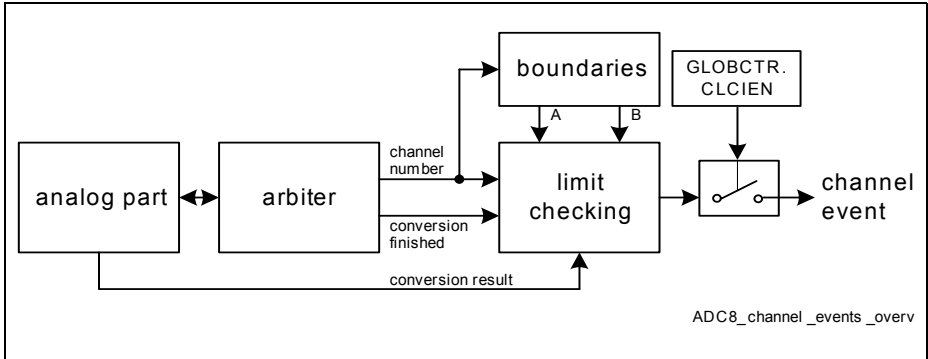 boundaries
GLOBCTR.
CLCIEN
A
B
channel
number
analog part
arbiter
limit
checking
channel
event
conversion
finished
conversion result
ADC8_channel _events _overv